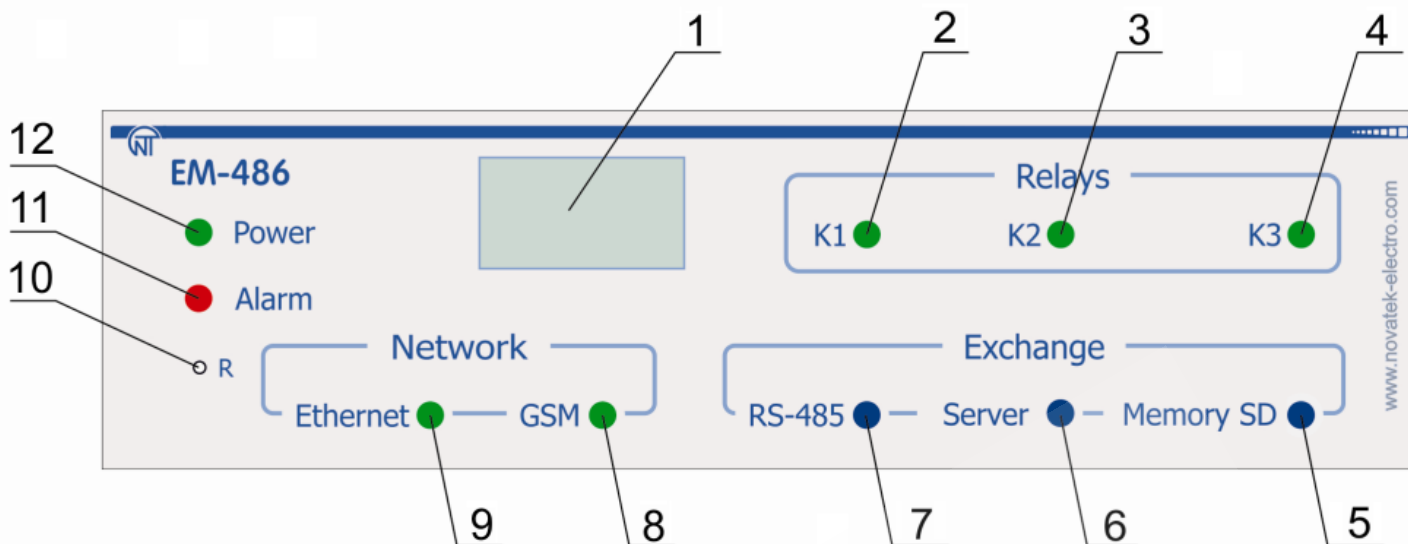 1
2
3
4
12
11
10
NT
EM-486
Power
Alarm
R
Relays
K1
K2
K3
Network
Ethernet
GSM
Exchange
RS-485
Server
Memory SD
www.novatek-electro.com
9
8
7
6
5